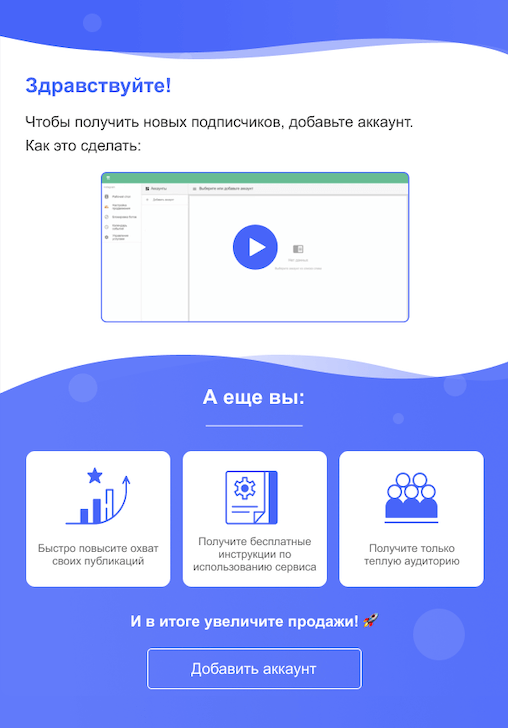 Здравствуйте!
Чтобы получить новых подписчиков, добавьте аккаунт.
Как это сделать:
Аккаунты
Выберите или добавьте аккаунт
Добавить аккаунт
А еще вы:
Быстро повысите охват
своих публикаций
Получите бесплатные
инструкции по
использованию сервиса
Получите только
теплую аудиторию
И в итоге увеличите продажи! 🚀
Добавить аккаунт